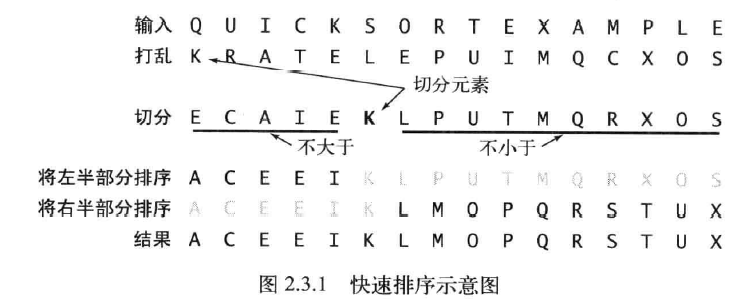 输入 Q U I C K S O R T E X A M P L E
打乱 K R A T E L E P U I M Q C X O S
切分元素
切分 E C A I E K L P U T M Q R X O S
不大于 不小于
将左半部分排序 A C E E I K L P U T M Q R X O S
将右半部分排序 A C E E I K L M O P Q R S T U X
结果 A C E E I K L M O P Q R S T U X
图 2.3.1 快速排序示意图